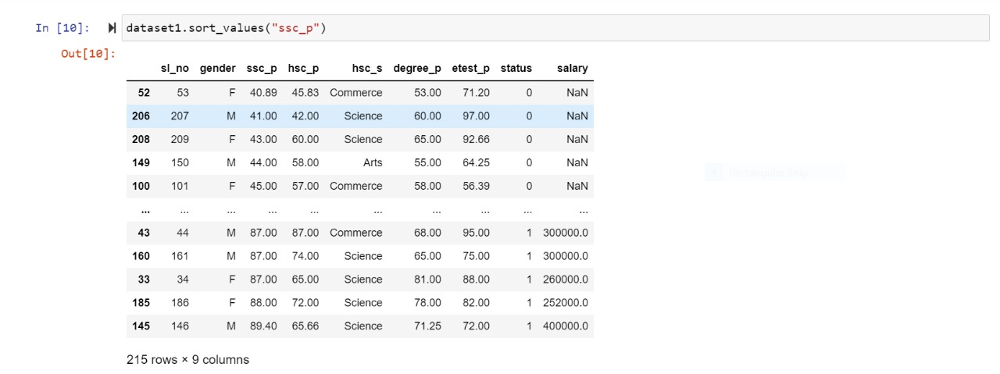 In [10]: dataset1.sort_values("ssc_p")
Out[10]:
sl_no gender ssc_p hsc_p hsc_s degree_p etest_p status salary
52 53 F 40.89 45.83 Commerce 53.00 71.20 0 NaN
206 207 M 41.00 42.00 Science 60.00 97.00 0 NaN
208 209 F 43.00 60.00 Science 65.00 92.66 0 NaN
149 150 M 44.00 58.00 Arts 55.00 64.25 0 NaN
100 101 F 45.00 57.00 Commerce 58.00 56.39 0 NaN
... ... ... ... ... ... ... ... ... ...
43 44 M 87.00 87.00 Commerce 68.00 95.00 1 300000.0
160 161 M 87.00 74.00 Science 65.00 75.00 1 300000.0
33 34 F 87.00 65.00 Science 81.00 88.00 1 260000.0
185 186 F 88.00 72.00 Science 78.00 82.00 1 252000.0
145 146 M 89.40 65.66 Science 71.25 72.00 1 400000.0
215 rows × 9 columns
Rectangular Snip